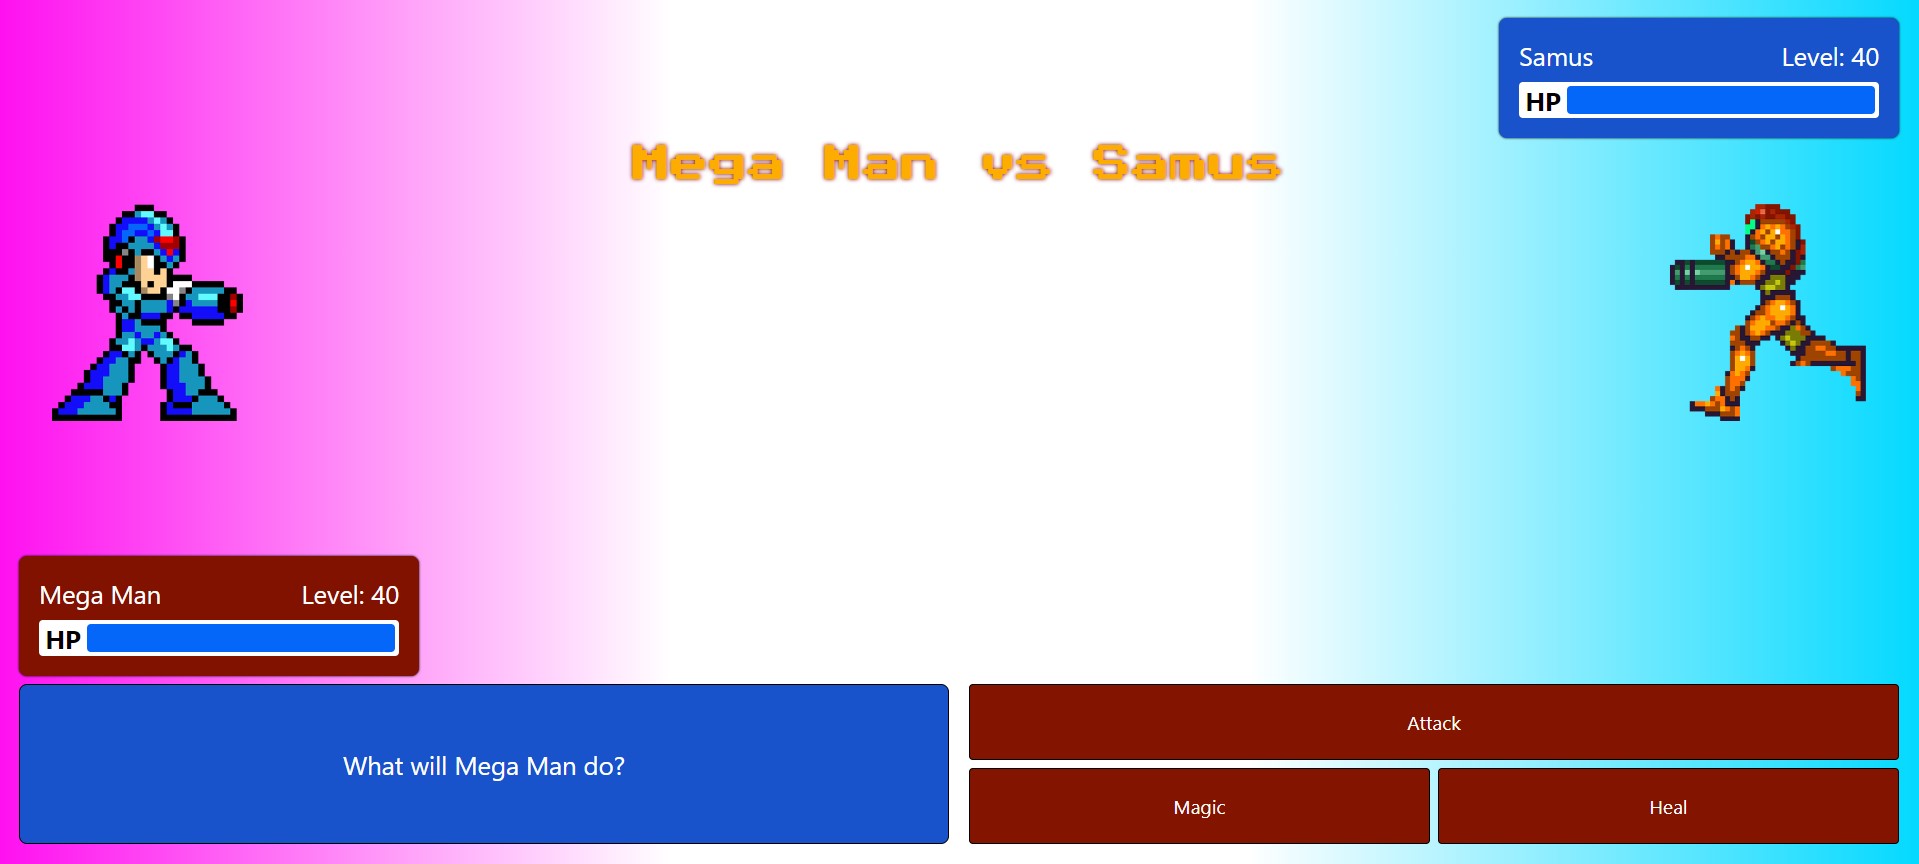 Samus Level: 40
HP
Mega Man vs Samus
Mega Man Level: 40
HP
What will Mega Man do?
Attack
Magic
Heal